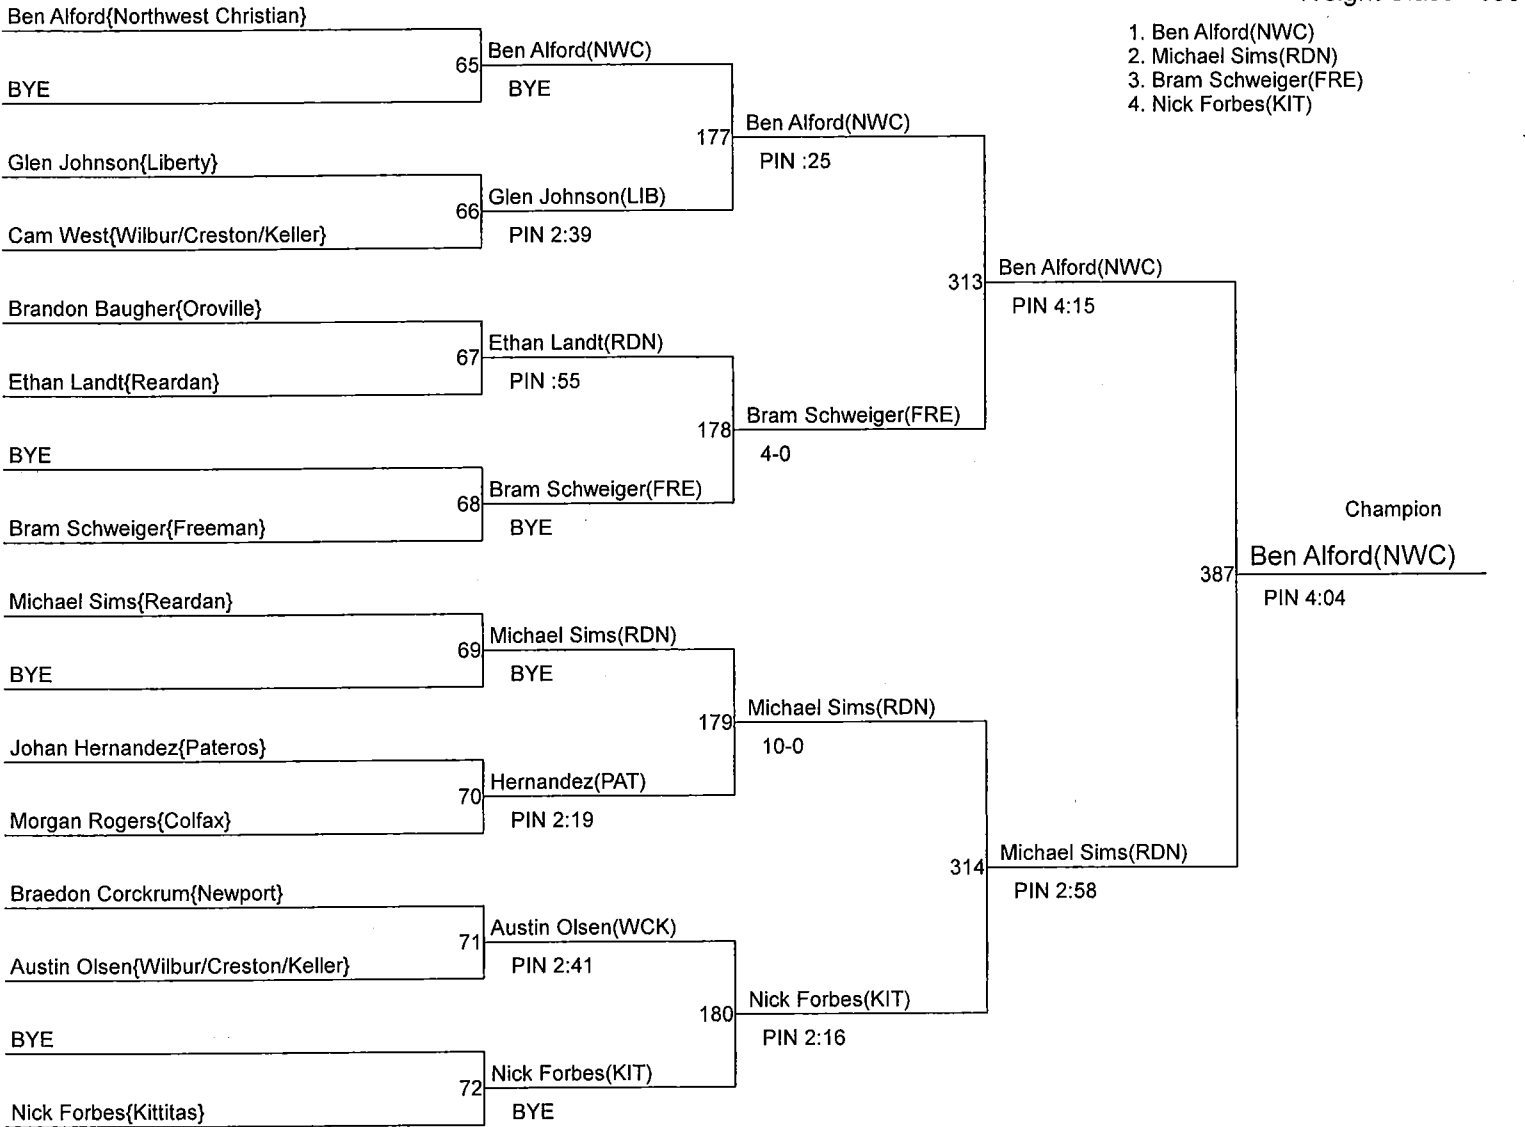 Ben Alford{Northwest Christian}
BYE
Glen Johnson{Liberty}
Cam West{Wilbur/Creston/Keller}
Brandon Baugher{Oroville}
Ethan Landt{Reardan}
BYE
Bram Schweiger{Freeman}
Michael Sims{Reardan}
BYE
Johan Hernandez{Pateros}
Morgan Rogers{Colfax}
Braedon Corckrum{Newport}
Austin Olsen{Wilbur/Creston/Keller}
BYE
Nick Forbes{Kittitas}
65
Ben Alford(NWC)
BYE
66
Glen Johnson(LIB)
PIN 2:39
67
Ethan Landt(RDN)
PIN :55
68
Bram Schweiger(FRE)
BYE
69
Michael Sims(RDN)
BYE
70
Hernandez(PAT)
PIN 2:19
71
Austin Olsen(WCK)
PIN 2:41
72
Nick Forbes(KIT)
BYE
177
Ben Alford(NWC)
PIN :25
178
Bram Schweiger(FRE)
4-0
179
Michael Sims(RDN)
10-0
180
Nick Forbes(KIT)
PIN 2:16
313
Ben Alford(NWC)
PIN 4:15
314
Michael Sims(RDN)
PIN 2:58
387
Champion
Ben Alford(NWC)
PIN 4:04
1. Ben Alford(NWC)
2. Michael Sims(RDN)
3. Bram Schweiger(FRE)
4. Nick Forbes(KIT)